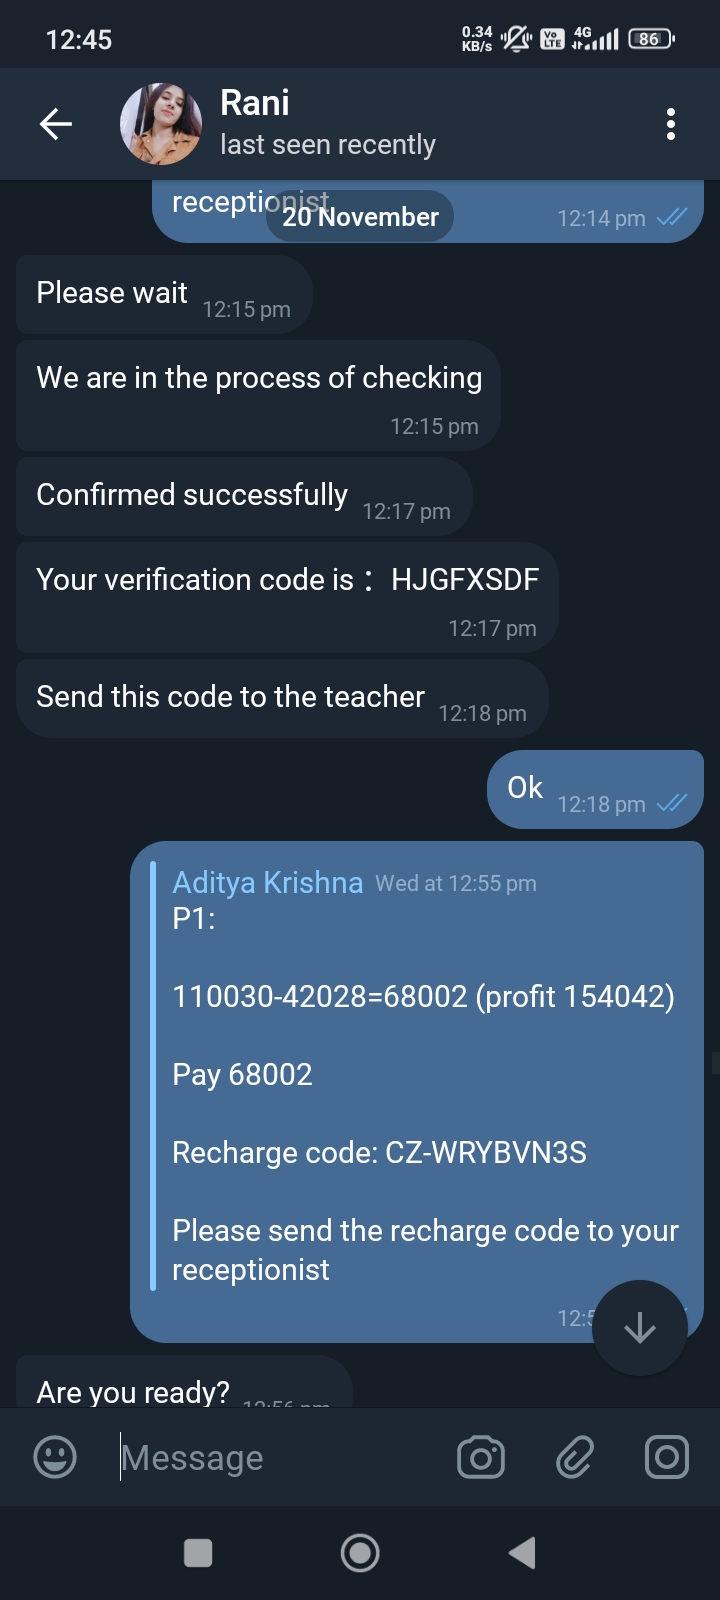 12:45
0.34
KB/s
Vo
LTE
4G
86
Rani
last seen recently
receptionist
20 November
12:14 pm
Please wait 12:15 pm
We are in the process of checking
12:15 pm
Confirmed successfully 12:17 pm
Your verification code is： HJGFXSDF
12:17 pm
Send this code to the teacher 12:18 pm
Ok 12:18 pm
Aditya Krishna Wed at 12:55 pm
P1:
110030-42028=68002 (profit 154042)
Pay 68002
Recharge code: CZ-WRYBVN3S
Please send the recharge code to your
receptionist
Are you ready? 12:56 pm
Message